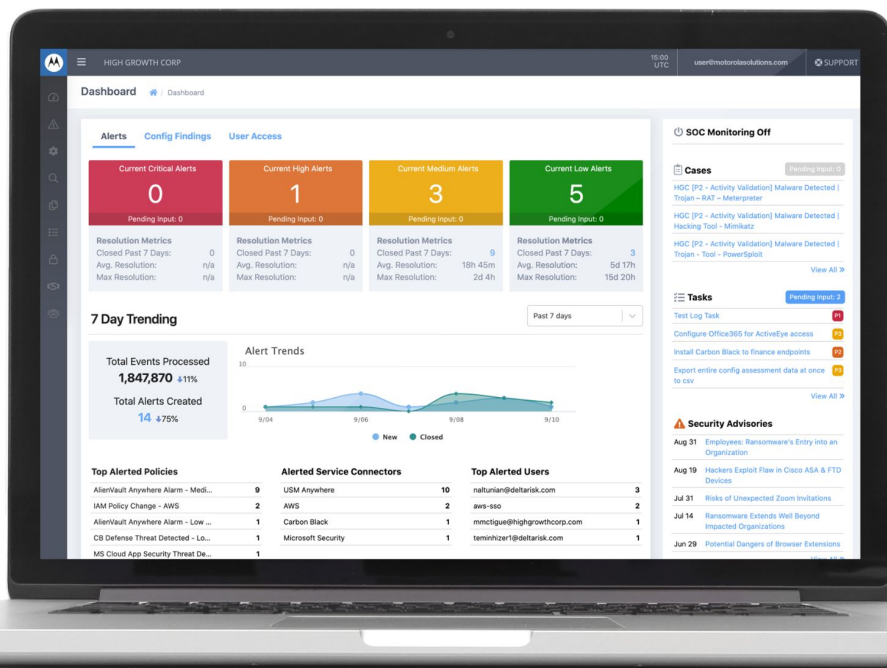 HIGH GROWTH CORP
15:00
UTC
user@motorolasolutions.com
SUPPORT
Dashboard
/ Dashboard
Alerts
Config Findings
User Access
Current Critical Alerts
0
Pending Input: 0
Resolution Metrics
Closed Past 7 Days: 0
Avg. Resolution: n/a
Max Resolution: n/a
Current High Alerts
1
Pending Input: 0
Resolution Metrics
Closed Past 7 Days: 0
Avg. Resolution: n/a
Max Resolution: n/a
Current Medium Alerts
3
Pending Input: 0
Resolution Metrics
Closed Past 7 Days: 9
Avg. Resolution: 18h 45m
Max Resolution: 2d 4h
Current Low Alerts
5
Pending Input: 0
Resolution Metrics
Closed Past 7 Days: 3
Avg. Resolution: 5d 17h
Max Resolution: 15d 20h
7 Day Trending
Past 7 days
Total Events Processed
1,847,870 11%
Total Alerts Created
14 75%
Alert Trends
10
0
9/04
9/06
9/08
9/10
New
Closed
Top Alerted Policies
AlienVault Anywhere Alarm - Medi... 9
IAM Policy Change - AWS 2
AlienVault Anywhere Alarm - Low ... 1
CB Defense Threat Detected - Lo... 1
MS Cloud App Security Threat De... 1
Alerted Service Connectors
USM Anywhere 10
AWS 2
Carbon Black 1
Microsoft Security 1
Top Alerted Users
naltunian@deltarisk.com 3
aws-sso 2
mmctigue@highgrowthcorp.com 1
teminhizer1@deltarisk.com 1
SOC Monitoring Off
Cases
Pending Input: 0
HGC [P2 - Activity Validation] Malware Detected |
Trojan – RAT – Meterpreter
HGC [P2 - Activity Validation] Malware Detected |
Hacking Tool - Mimikatz
HGC [P2 - Activity Validation] Malware Detected |
Trojan - Tool - PowerSploit
View All »
Tasks
Pending Input: 2
Test Log Task P1
Configure Office365 for ActiveEye access P3
Install Carbon Black to finance endpoints P2
Export entire config assessment data at once P3
to csv
View All »
Security Advisories
Aug 31 Employees: Ransomware's Entry into an
Organization
Aug 19 Hackers Exploit Flaw in Cisco ASA & FTD
Devices
Jul 31 Risks of Unexpected Zoom Invitations
Jul 14 Ransomware Extends Well Beyond
Impacted Organizations
Jun 29 Potential Dangers of Browser Extensions